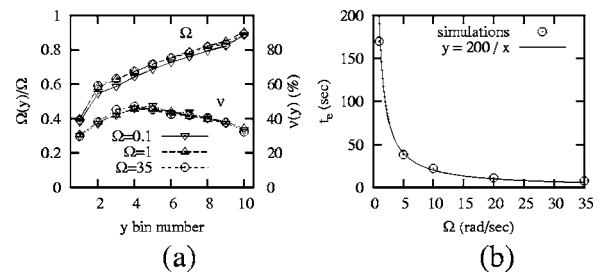 1
0.8
0.6
0.4
0.2
0
Ω(y)/Ω
Ω
ν
Ω=0.1
Ω=1
Ω=35
80
60
40
20
0
ν(y) (%)
2 4 6 8 10
y bin number
(a)
200
150
100
50
0
t_e (sec)
simulations
y = 200 / x
0 5 10 15 20 25 30 35
Ω (rad/sec)
(b)